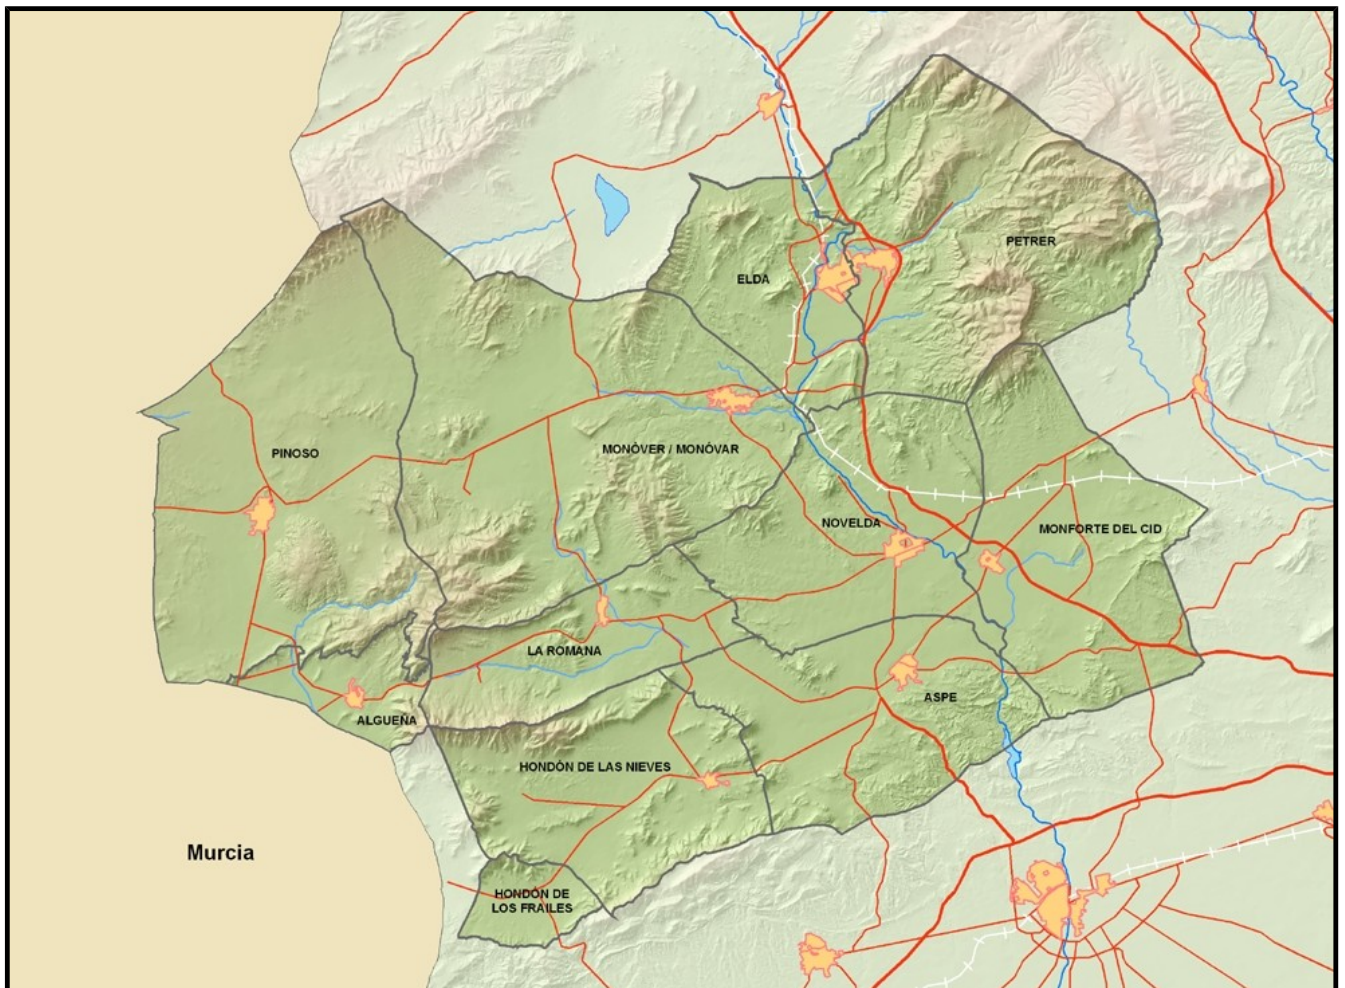 PETRER
ELDA
PINOSO
MONÓVER / MONÓVAR
NOVELDA
MONFORTE DEL CID
LA ROMANA
ASPE
ALGUEÑA
HONDÓN DE LAS NIEVES
Murcia
HONDÓN DE
LOS FRAILES